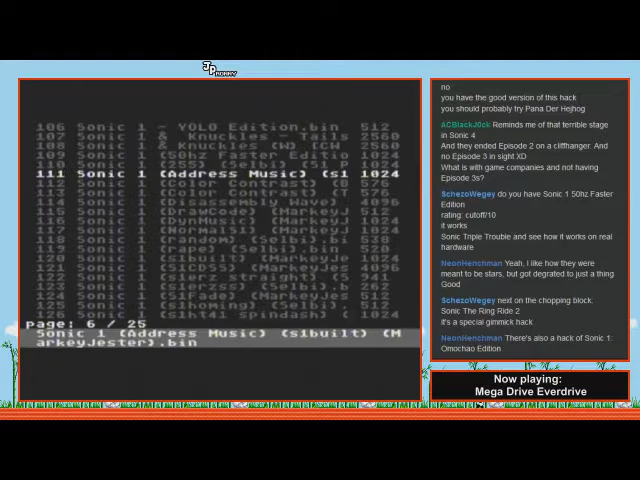 JP
RONNY
106 Sonic 1 - YOLO Edition.bin 512
107 Sonic 1 & Knuckles - Tails 2560
108 Sonic 1 & Knuckles (W) (CW 2560
109 Sonic 1 (50hz Faster Editio 1024
110 Sonic 1 (2SS) (Selbi) (S1 P 1024
111 Sonic 1 (Address Music) (s1 1024
112 Sonic 1 (Color Contrast) (B 576
113 Sonic 1 (Color Contrast) (T 576
114 Sonic 1 (Disassembly Wave) 4096
115 Sonic 1 (DrawCode) (MarkeyJ 512
116 Sonic 1 (DynMusic) (MarkeyJ 1024
117 Sonic 1 (NormalS1) (MarkeyJ 1024
118 Sonic 1 (random) (Selbi).bi 538
119 Sonic 1 (rape) (Selbi).bin 520
120 Sonic 1 (s1built) (MarkeyJe 1024
121 Sonic 1 (S1CDSS) (MarkeyJes 4096
122 Sonic 1 (s1erz straight) (S 941
123 Sonic 1 (s1erzzz) (Selbi).b 262
124 Sonic 1 (S1Fade) (MarkeyJes 512
125 Sonic 1 (s1homing) (Selbi). 512
126 Sonic 1 (s1ht41 spindash) ( 1024
page: 6 / 25
Sonic 1 (Address Music) (s1built) (M
arkeyJester).bin
no
you have the good version of this hack
you should probably try Pana Der Hejhog
ACBlackJ0ck Reminds me of that terrible stage
in Sonic 4
And they ended Episode 2 on a cliffhanger. And
no Episode 3 in sight XD
What is with game companies and not having
Episode 3s?
SchezoWegey do you have Sonic 1 50hz Faster
Edition
rating: cutoff/10
it works
Sonic Triple Trouble and see how it works on real
hardware
NeonHenchman Yeah, I like how they were
meant to be stars, but got degrated to just a thing
Good
SchezoWegey next on the chopping block:
Sonic The Ring Ride 2
it's a special gimmick hack
NeonHenchman There's also a hack of Sonic 1:
Omochao Edition
Now playing:
Mega Drive Everdrive